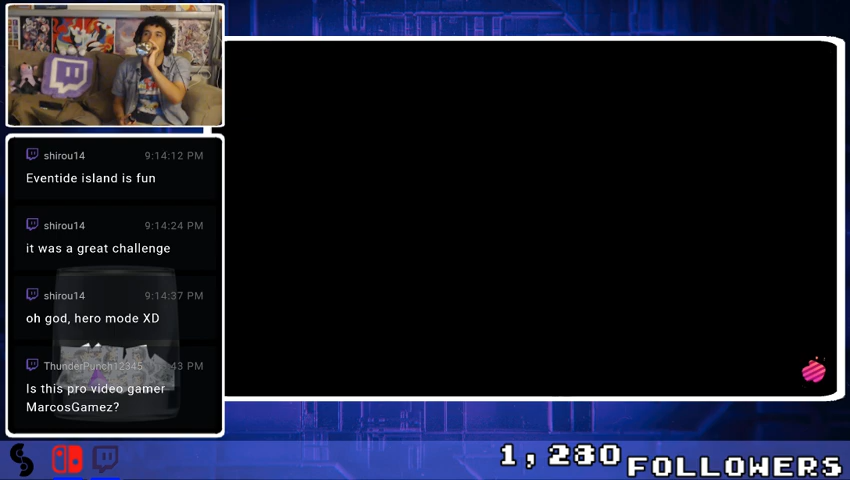 shirou14 9:14:12 PM
Eventide island is fun
shirou14 9:14:24 PM
it was a great challenge
shirou14 9:14:37 PM
oh god, hero mode XD
ThunderPunch12345 43 PM
Is this pro video gamer
MarcosGamez?
1,230 FOLLOWERS